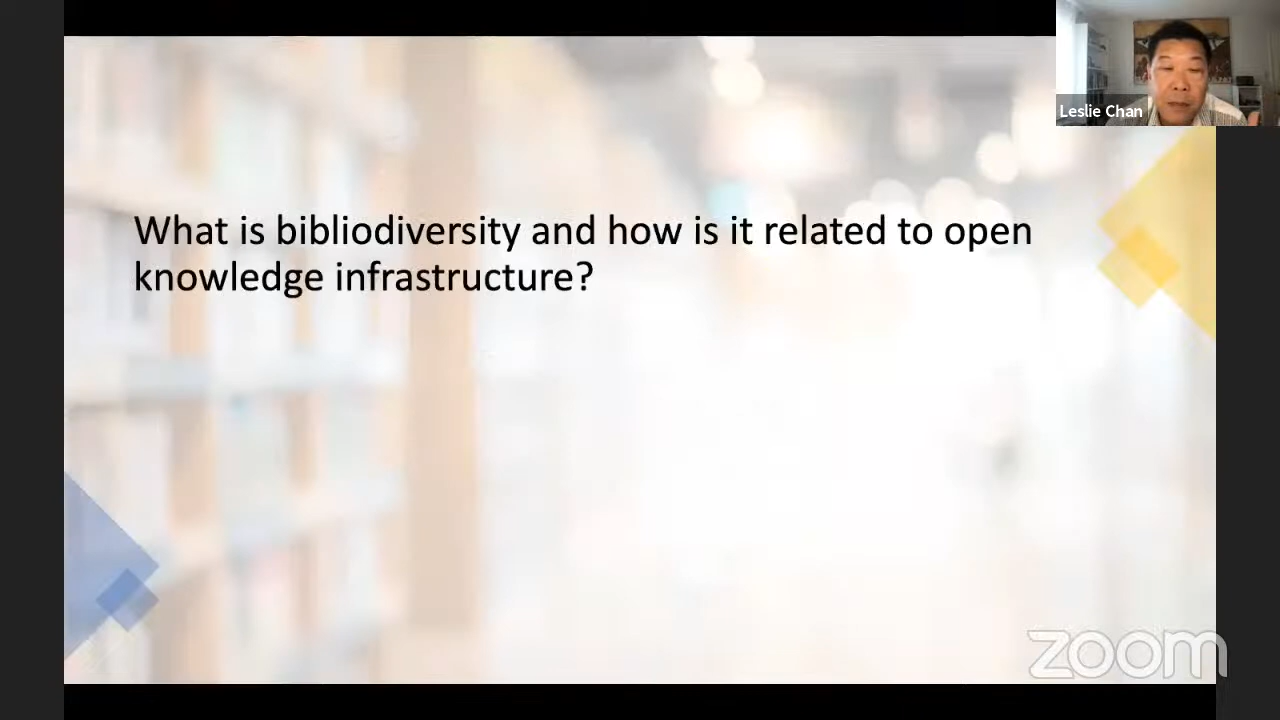 Leslie Chan
What is bibliodiversity and how is it related to open
knowledge infrastructure?
zoom